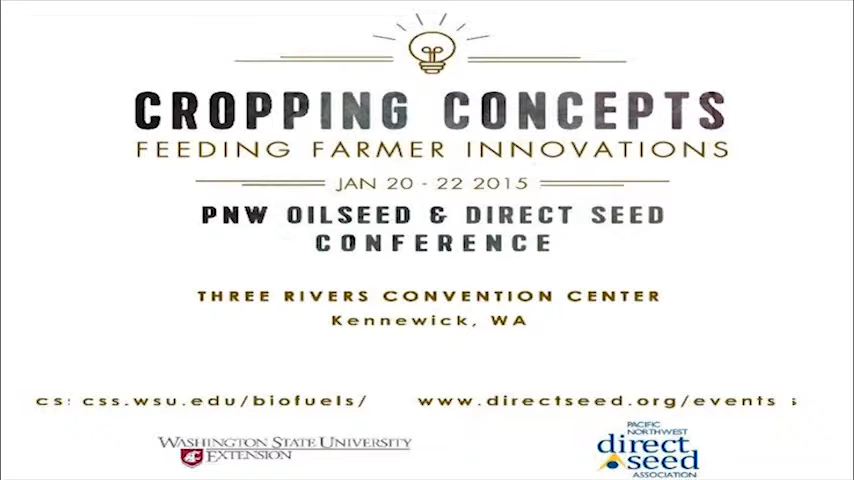 CROPPING CONCEPTS
FEEDING FARMER INNOVATIONS
JAN 20 - 22 2015
PNW OILSEED & DIRECT SEED
CONFERENCE
THREE RIVERS CONVENTION CENTER
Kennewick, WA
cs: css.wsu.edu/biofuels/ www.directseed.org/events s
WASHINGTON STATE UNIVERSITY
EXTENSION
PACIFIC
NORTHWEST
direct
seed
ASSOCIATION